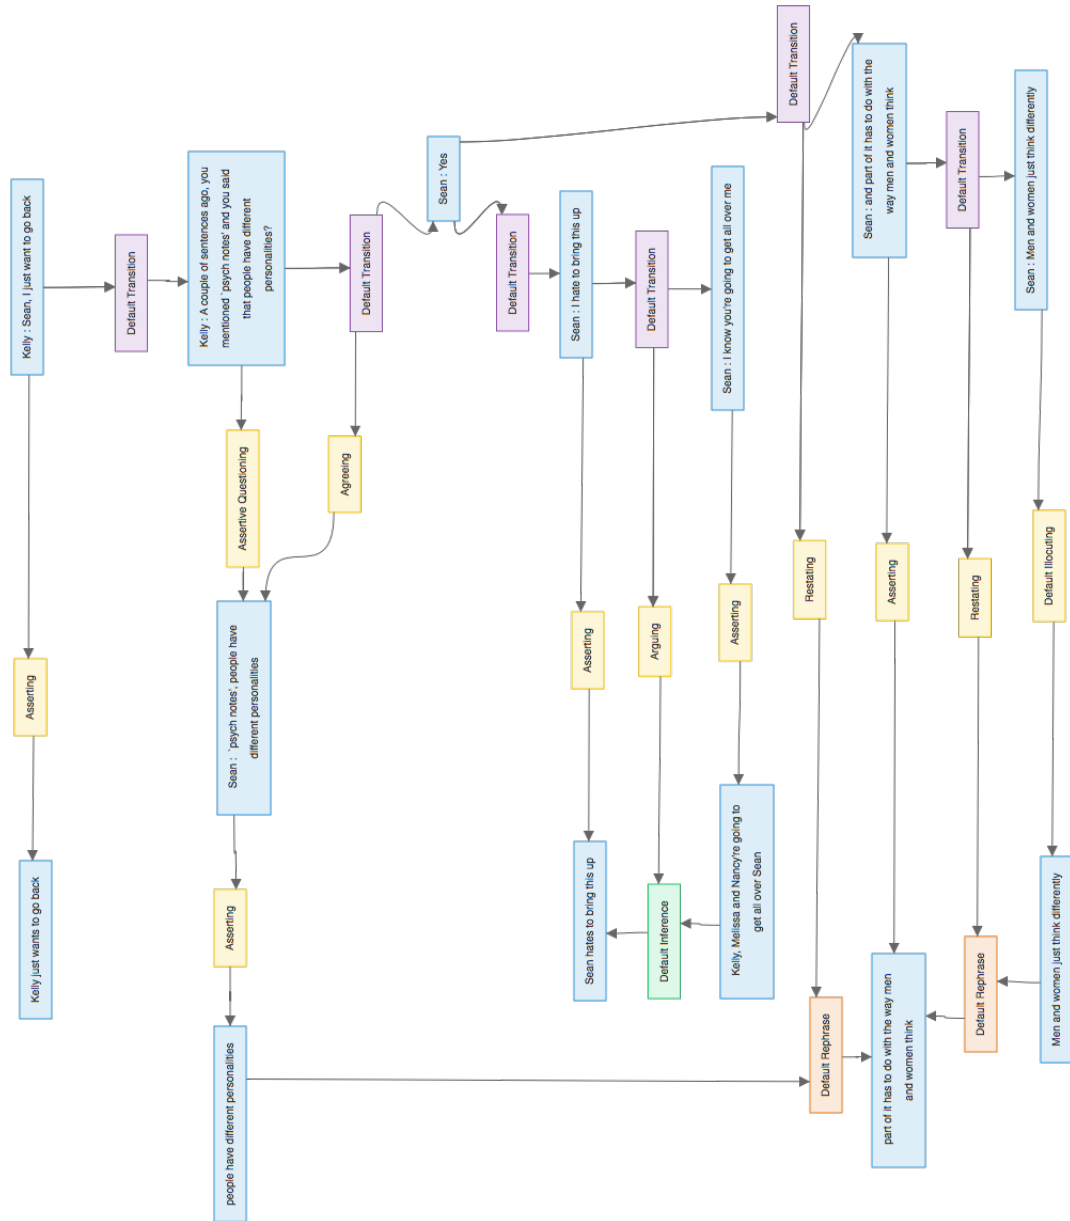 Kelly : Sean, I just want to go back
Asserting
Kelly just wants to go back
Default Transition
Kelly : A couple of sentences ago, you
mentioned `psych notes' and you said
that people have different
personalities?
Assertive Questioning
Sean : `psych notes', people have
different personalities
Asserting
people have different personalities
Default Transition
Agreeing
Sean : Yes
Default Transition
Sean : I hate to bring this up
Asserting
Sean hates to bring this up
Default Transition
Arguing
Default Inference
Sean : I know you're going to get all over me
Asserting
Kelly, Melissa and Nancy're going to
get all over Sean
Default Transition
Restating
Default Rephrase
Sean : and part of it has to do with the
way men and women think
Asserting
part of it has to do with the way men
and women think
Default Transition
Restating
Default Rephrase
Sean : Men and women just think differently
Default Illocuting
Men and women just think differently